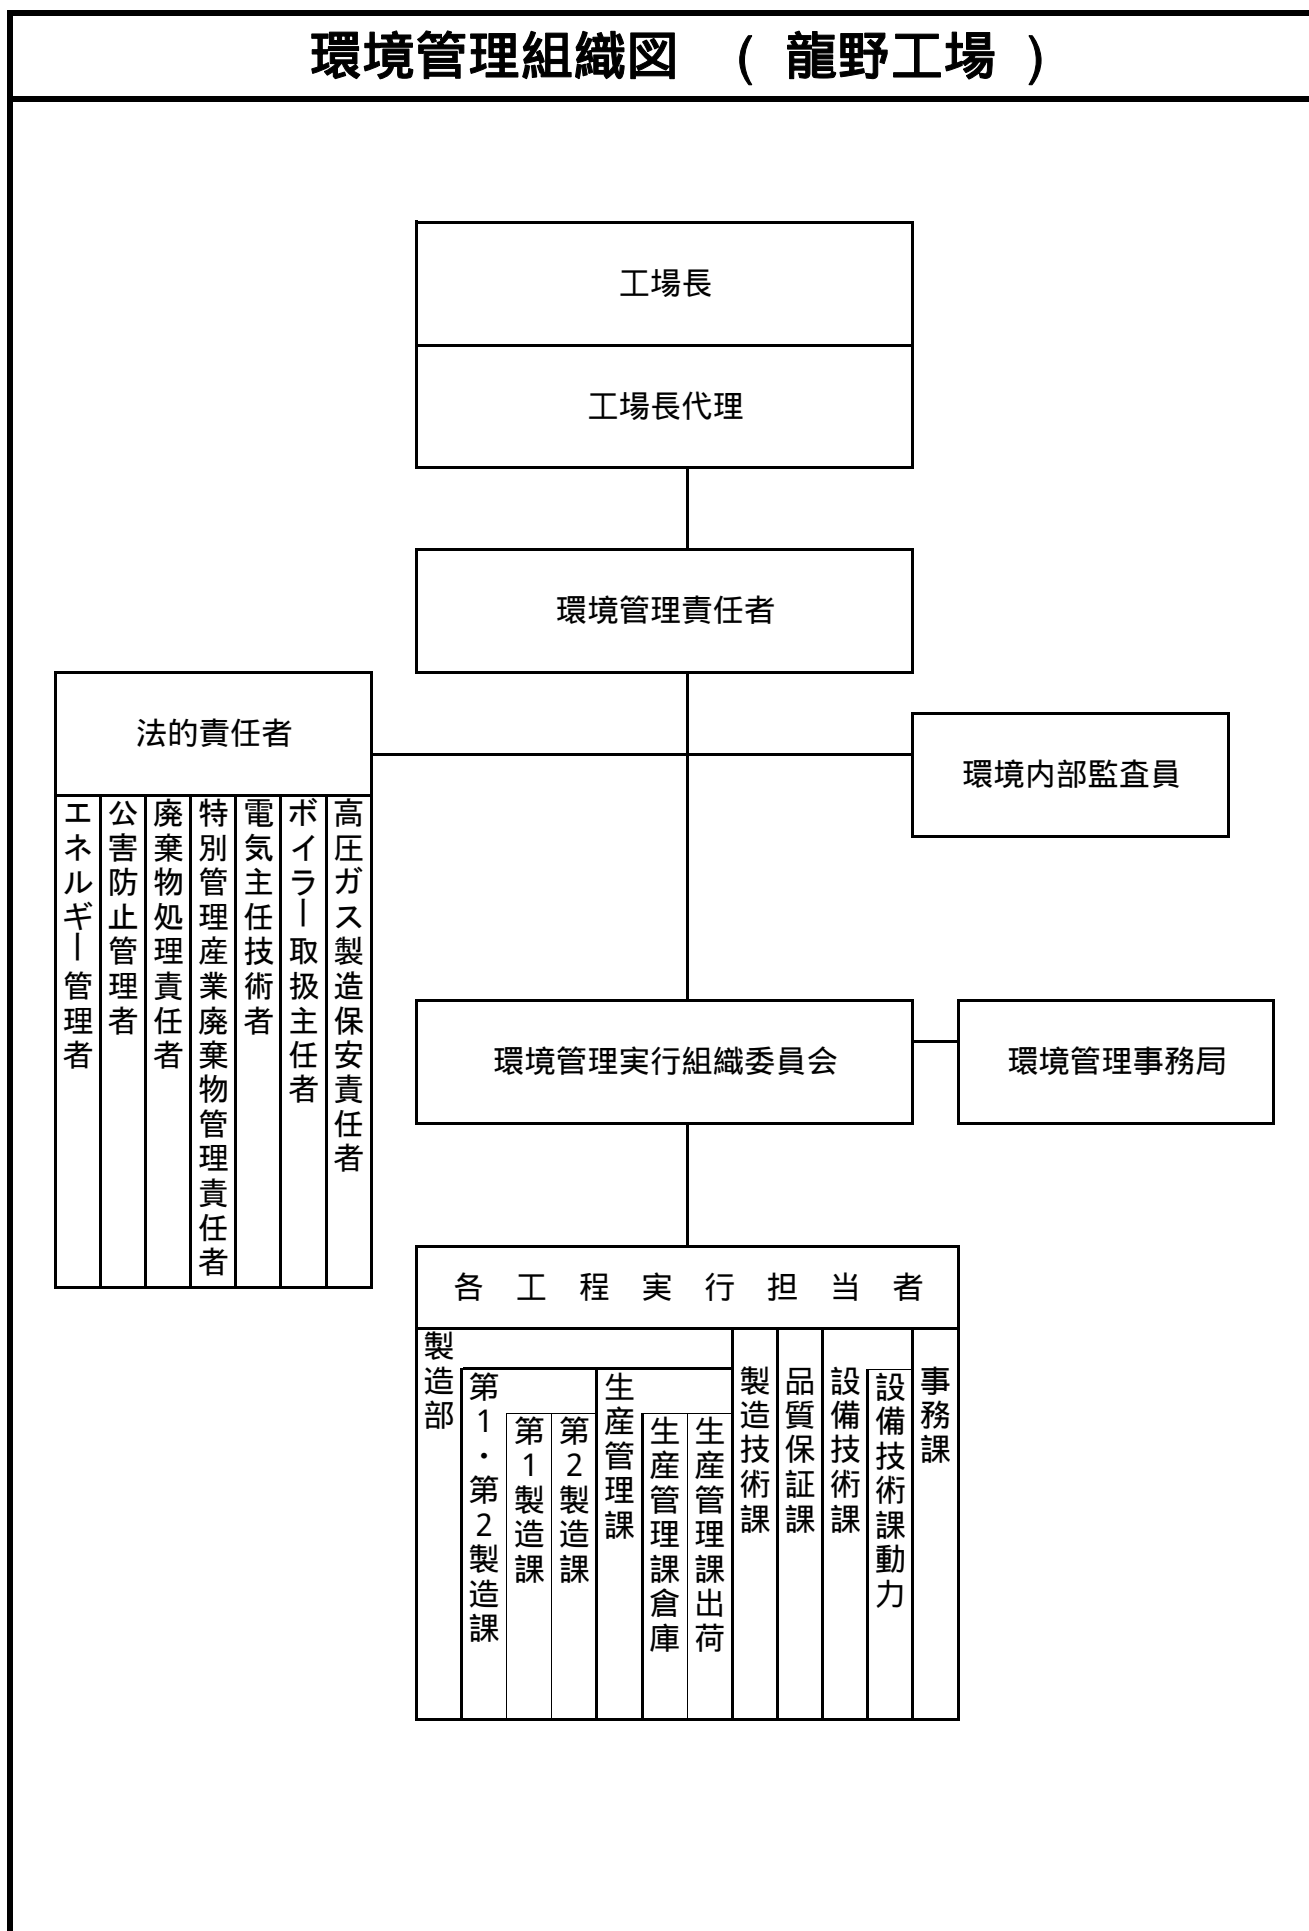 環境管理組織図 （ 龍野工場 ）
工場長
工場長代理
環境管理責任者
法的責任者
環境内部監査員
エネルギー管理者
公害防止管理者
廃棄物処理責任者
特別管理産業廃棄物管理責任者
電気主任技術者
ボイラー取扱主任者
高圧ガス製造保安責任者
環境管理実行組織委員会
環境管理事務局
各工程実行担当者
製造部
第1・第2製造課
第1製造課
第2製造課
生産管理課
生産管理課倉庫
生産管理課出荷
製造技術課
品質保証課
設備技術課
設備技術課動力
事務課